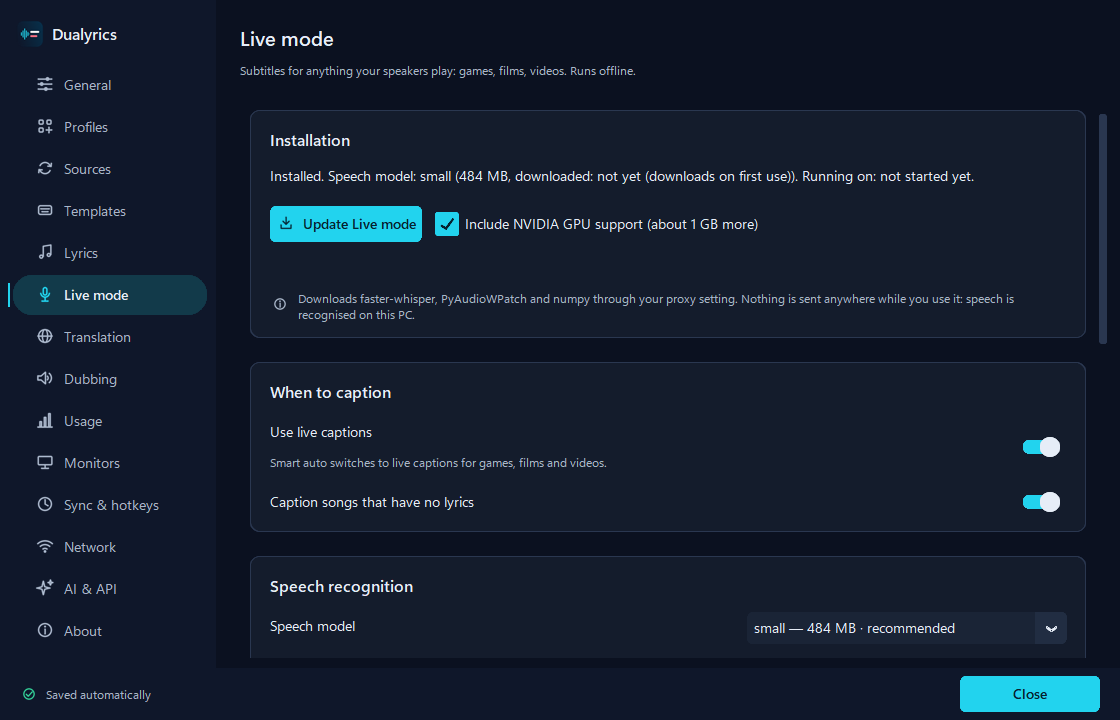 Dualyrics
General
Profiles
Sources
Templates
Lyrics
Live mode
Translation
Dubbing
Usage
Monitors
Sync & hotkeys
Network
AI & API
About
Saved automatically
Live mode
Subtitles for anything your speakers play: games, films, videos. Runs offline.
Installation
Installed. Speech model: small (484 MB, downloaded: not yet (downloads on first use)). Running on: not started yet.
Update Live mode
Include NVIDIA GPU support (about 1 GB more)
Downloads faster-whisper, PyAudioWPatch and numpy through your proxy setting. Nothing is sent anywhere while you use it: speech is
recognised on this PC.
When to caption
Use live captions
Smart auto switches to live captions for games, films and videos.
Caption songs that have no lyrics
Speech recognition
Speech model
small — 484 MB · recommended
Close